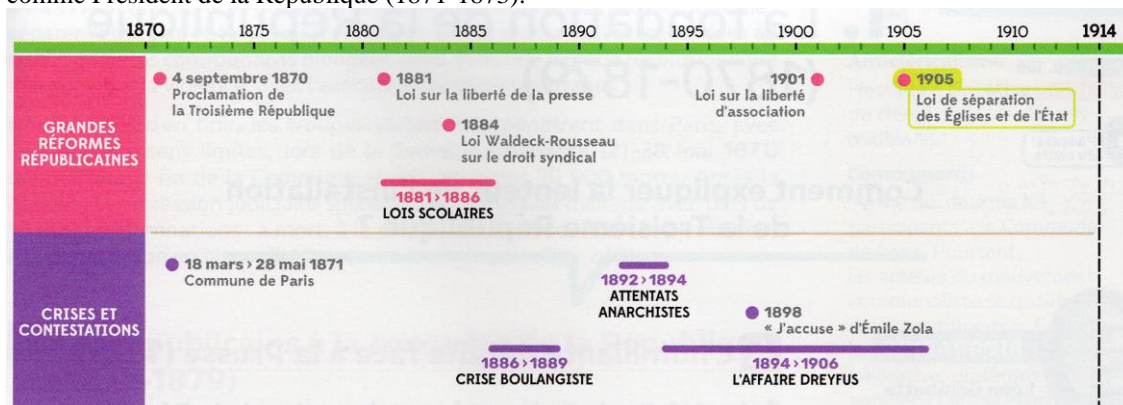 comme Président de la République (1871-1873).
1870 1875 1880 1885 1890 1895 1900 1905 1910 1914
GRANDES
RÉFORMES
RÉPUBLICAINES
4 septembre 1870
Proclamation de
la Troisième République
1881
Loi sur la liberté de la presse
1884
Loi Waldeck-Rousseau
sur le droit syndical
1881›1886
LOIS SCOLAIRES
1901
Loi sur la liberté
d'association
1905
Loi de séparation
des Églises et de l'État
CRISES ET
CONTESTATIONS
18 mars › 28 mai 1871
Commune de Paris
1886›1889
CRISE BOULANGISTE
1892›1894
ATTENTATS
ANARCHISTES
1898
« J'accuse » d'Émile Zola
1894›1906
L'AFFAIRE DREYFUS